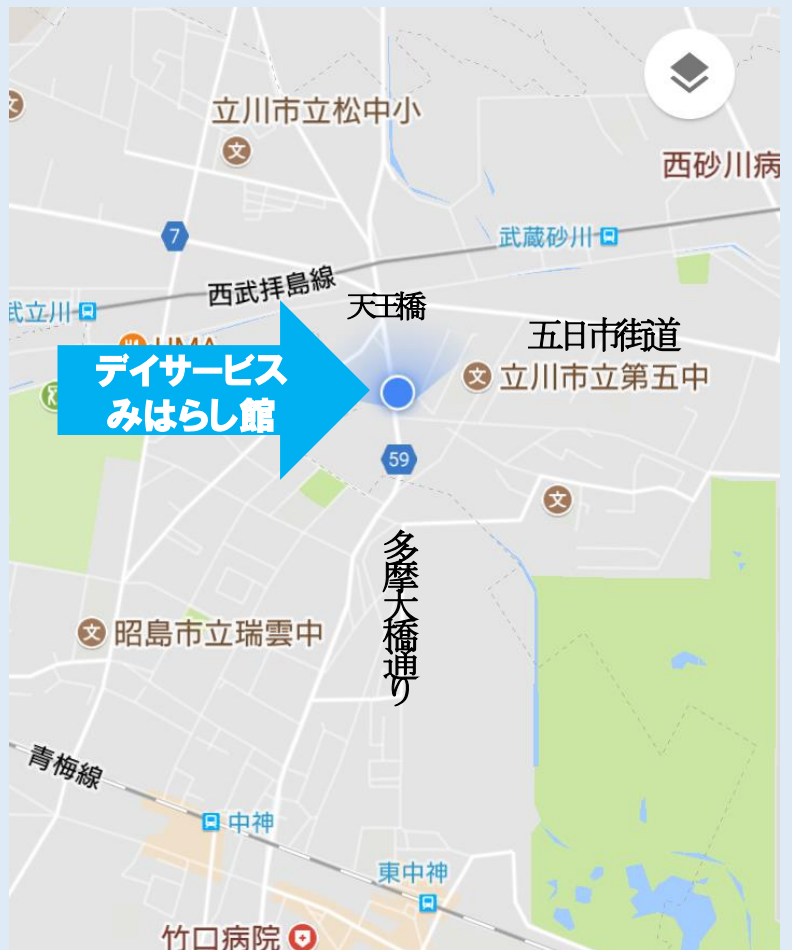 立川市立松中小
西砂川病
7
武蔵砂川
西武拝島線
武立川
天王橋
五日市街道
デイサービス
みはらし館
立川市立第五中
59
多摩大橋通り
昭島市立瑞雲中
青梅線
中神
東中神
竹口病院
文
文
文
文